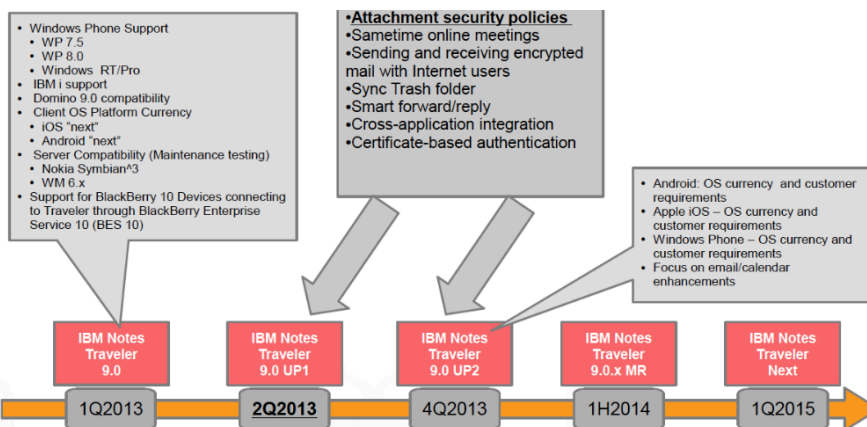 • Windows Phone Support
• WP 7.5
• WP 8.0
• Windows RT/Pro
• IBM i support
• Domino 9.0 compatibility
• Client OS Platform Currency
• iOS "next"
• Android "next"
• Server Compatibility (Maintenance testing)
• Nokia Symbian^3
• WM 6.x
• Support for BlackBerry 10 Devices connecting
to Traveler through BlackBerry Enterprise
Service 10 (BES 10)
•Attachment security policies
•Sametime online meetings
•Sending and receiving encrypted
mail with Internet users
•Sync Trash folder
•Smart forward/reply
•Cross-application integration
•Certificate-based authentication
• Android: OS currency and customer
requirements
• Apple iOS – OS currency and
customer requirements
• Windows Phone – OS currency and
customer requirements
• Focus on email/calendar
enhancements
IBM Notes
Traveler
9.0
IBM Notes
Traveler
9.0 UP1
IBM Notes
Traveler
9.0 UP2
IBM Notes
Traveler
9.0.x MR
IBM Notes
Traveler
Next
1Q2013
2Q2013
4Q2013
1H2014
1Q2015